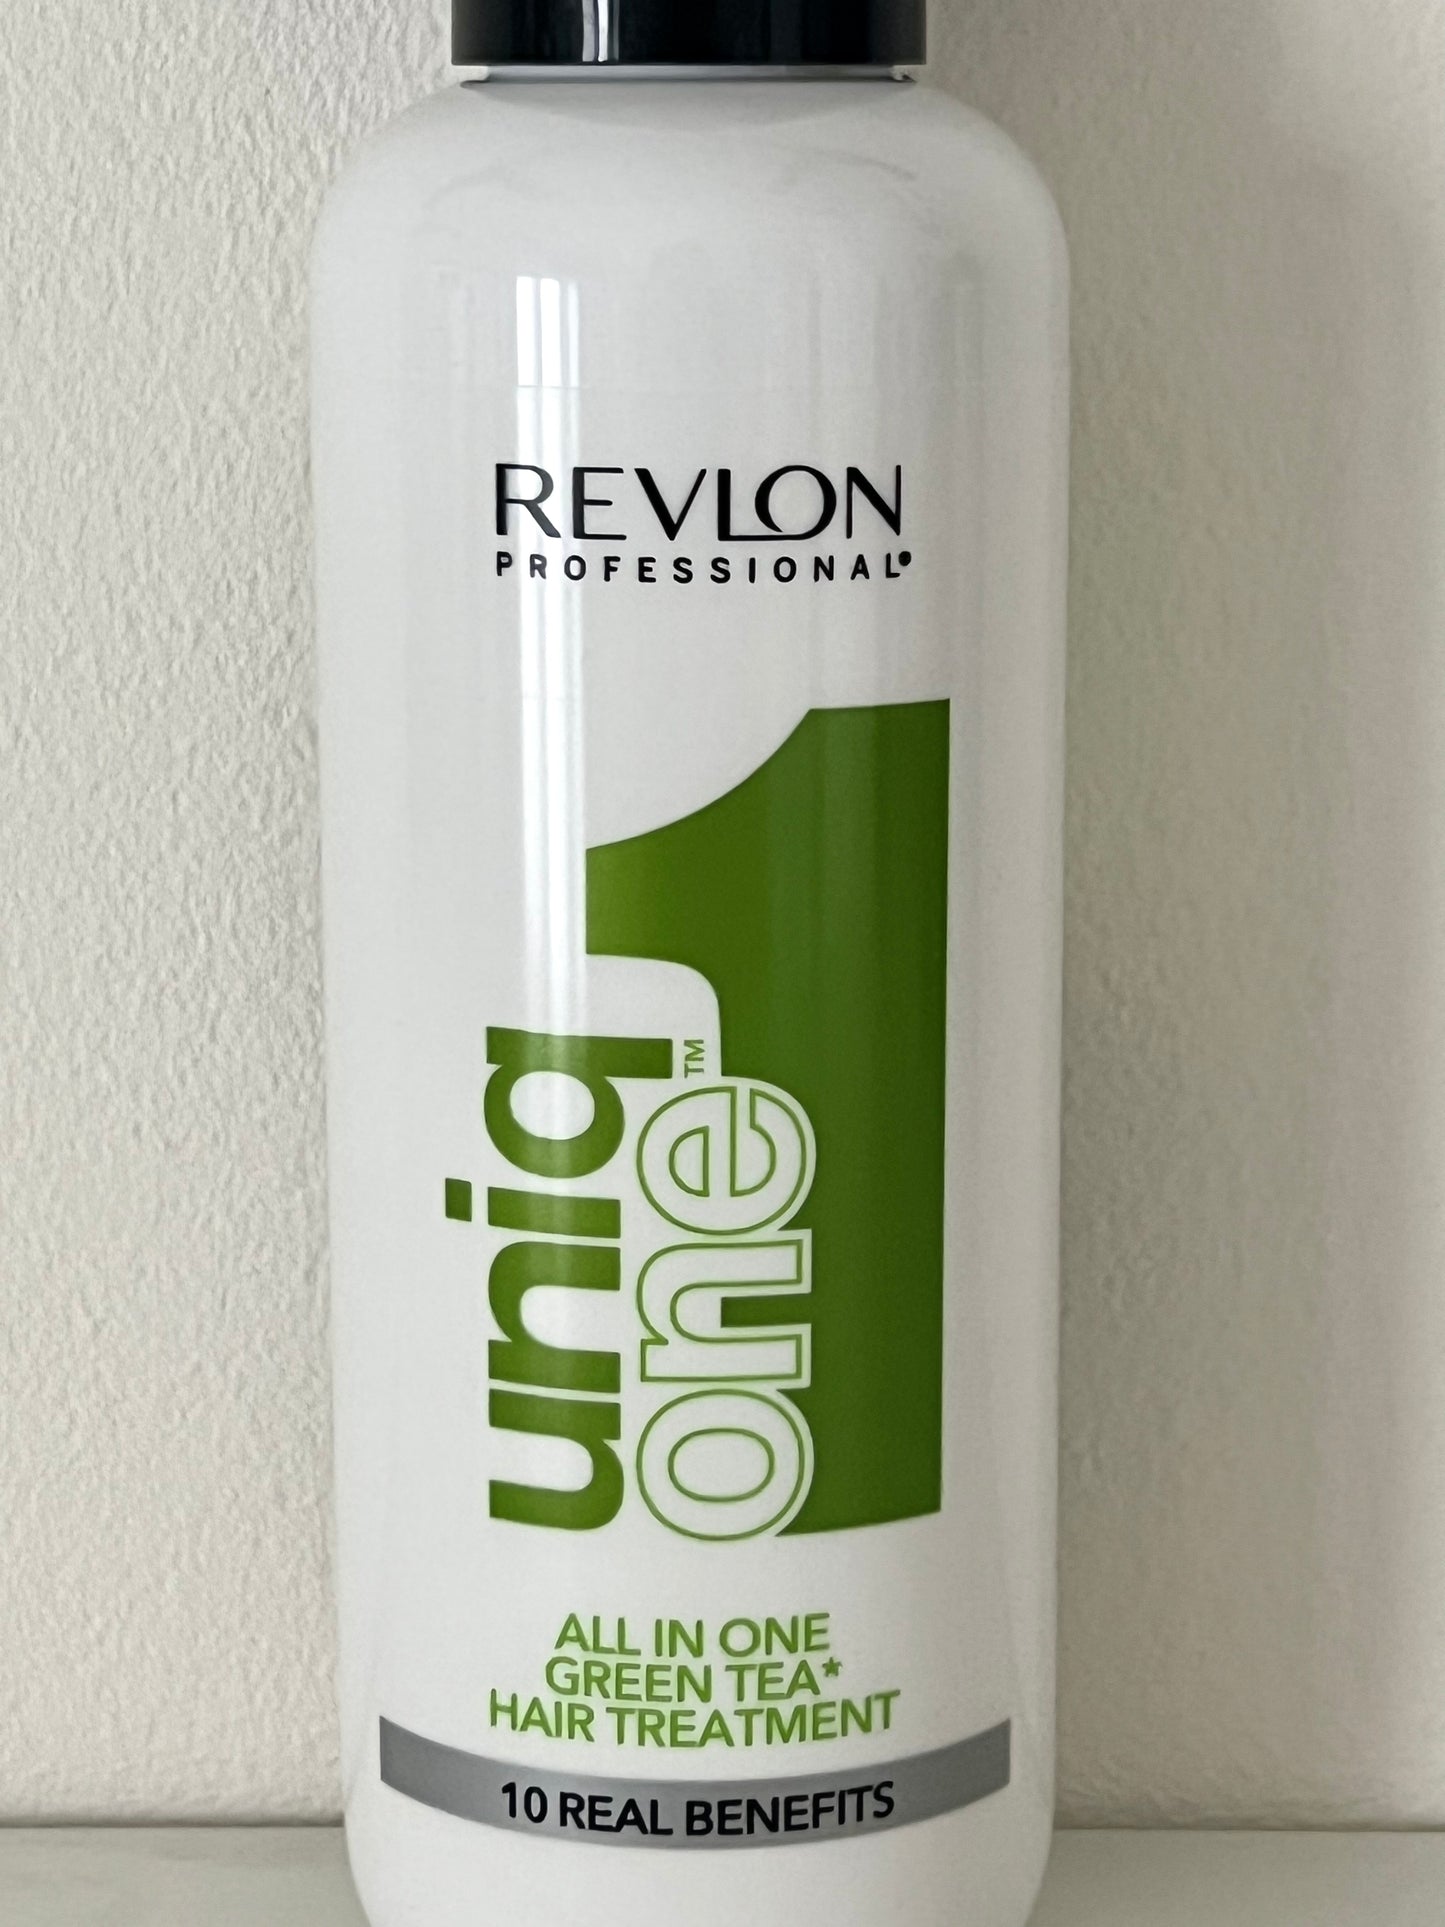 REVLON
PROFESSIONAL®
uniq
one™
1
ALL IN ONE
GREEN TEA*
HAIR TREATMENT
10 REAL BENEFITS